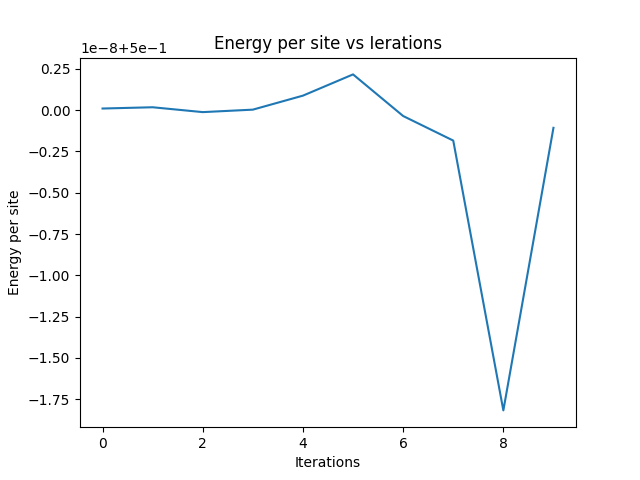 Energy per site vs Ierations
1e−8+5e−1
0.25
0.00
−0.25
−0.50
−0.75
−1.00
−1.25
−1.50
−1.75
Energy per site
0 2 4 6 8
Iterations